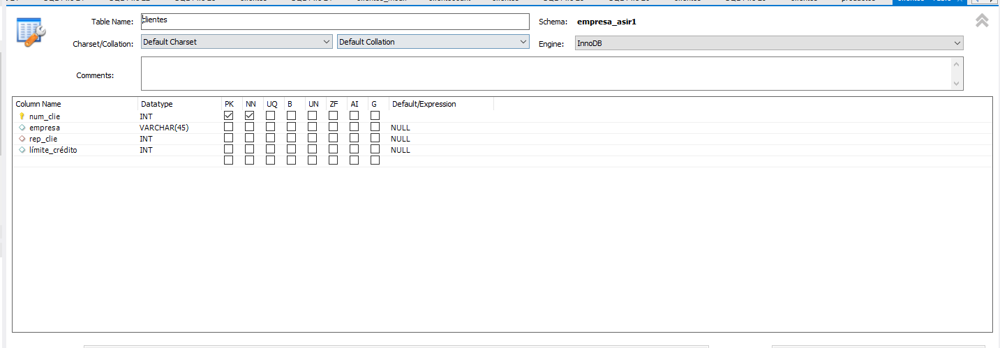 Table Name: clientes Schema: empresa_asir1
Charset/Collation: Default Charset Default Collation Engine: InnoDB
Comments:
Column Name Datatype PK NN UQ B UN ZF AI G Default/Expression
num_clie INT
empresa VARCHAR(45) NULL
rep_clie INT NULL
límite_crédito INT NULL